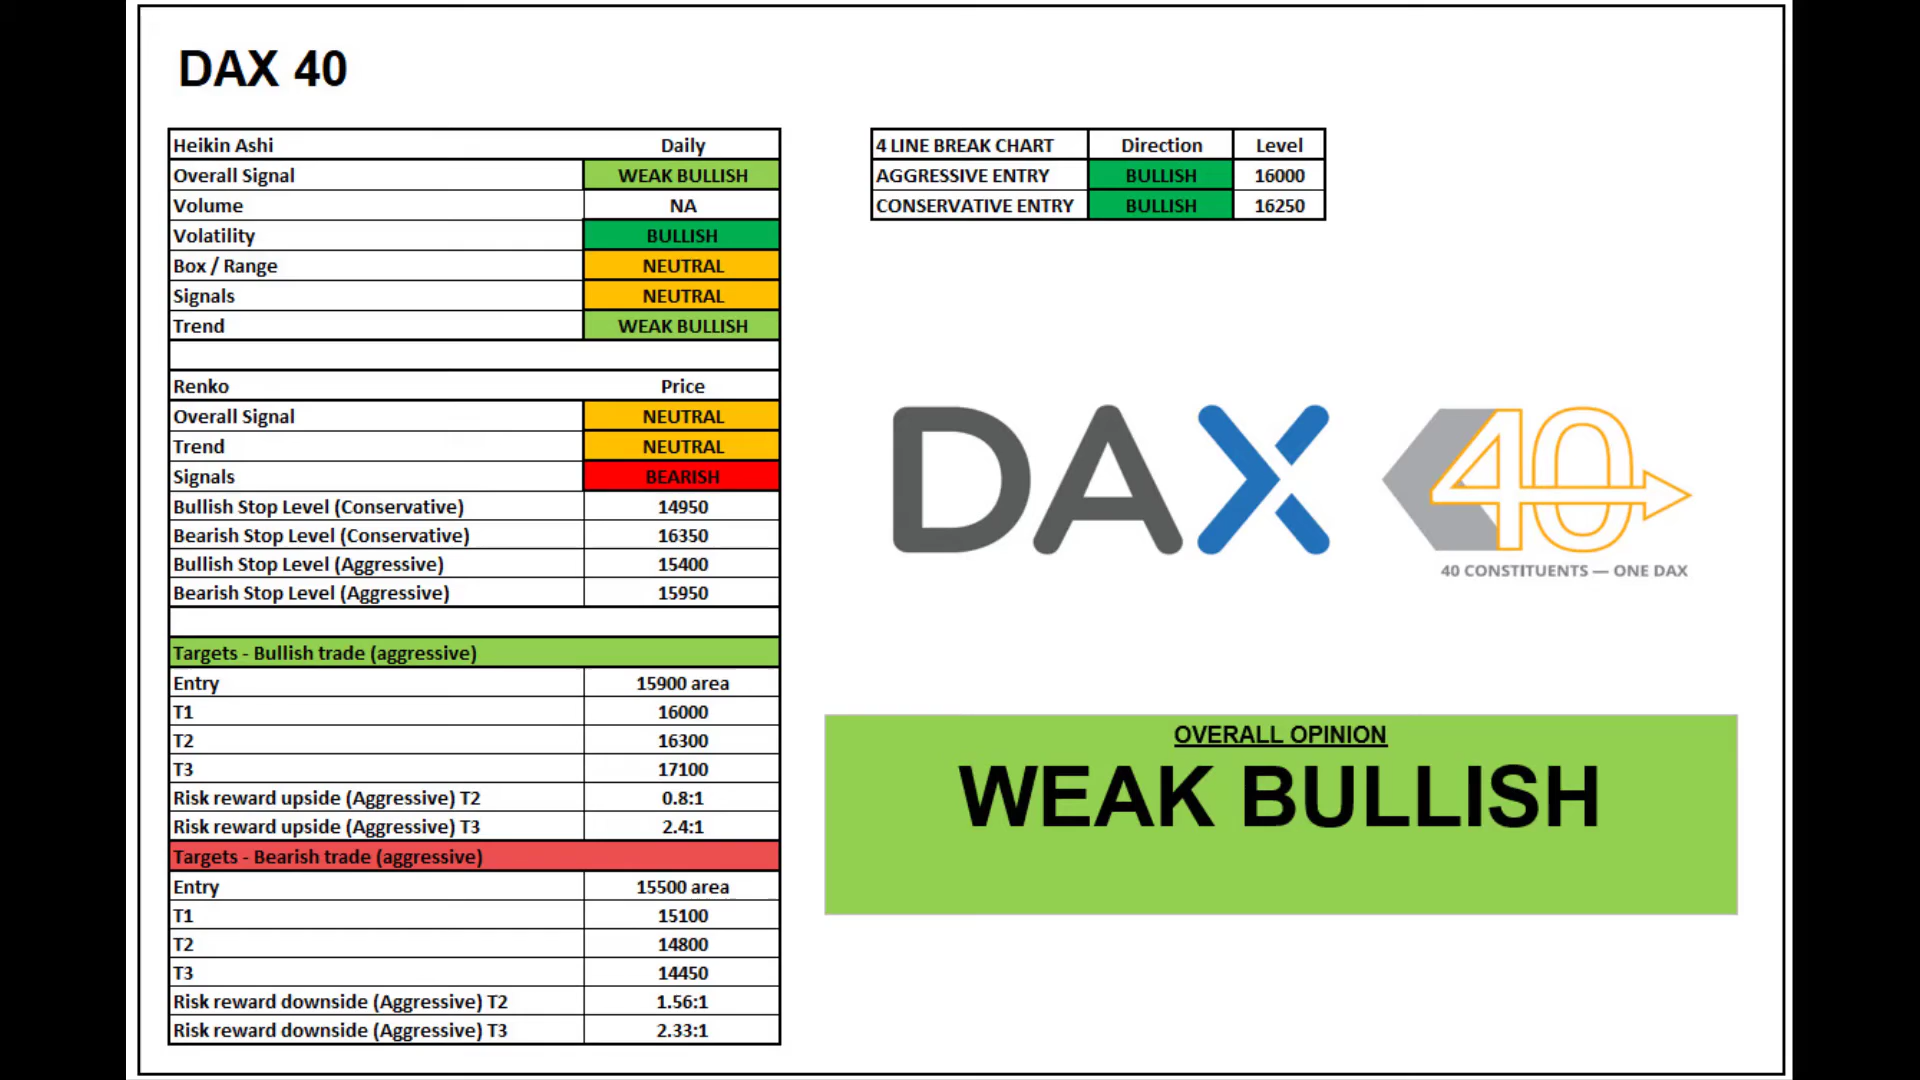 DAX 40
Heikin Ashi Daily
Overall Signal WEAK BULLISH
Volume NA
Volatility BULLISH
Box / Range NEUTRAL
Signals NEUTRAL
Trend WEAK BULLISH
Renko Price
Overall Signal NEUTRAL
Trend NEUTRAL
Signals BEARISH
Bullish Stop Level (Conservative) 14950
Bearish Stop Level (Conservative) 16350
Bullish Stop Level (Aggressive) 15400
Bearish Stop Level (Aggressive) 15950
Targets - Bullish trade (aggressive)
Entry 15900 area
T1 16000
T2 16300
T3 17100
Risk reward upside (Aggressive) T2 0.8:1
Risk reward upside (Aggressive) T3 2.4:1
Targets - Bearish trade (aggressive)
Entry 15500 area
T1 15100
T2 14800
T3 14450
Risk reward downside (Aggressive) T2 1.56:1
Risk reward downside (Aggressive) T3 2.33:1
4 LINE BREAK CHART Direction Level
AGGRESSIVE ENTRY BULLISH 16000
CONSERVATIVE ENTRY BULLISH 16250
DAX 40
40 CONSTITUENTS — ONE DAX
OVERALL OPINION
WEAK BULLISH